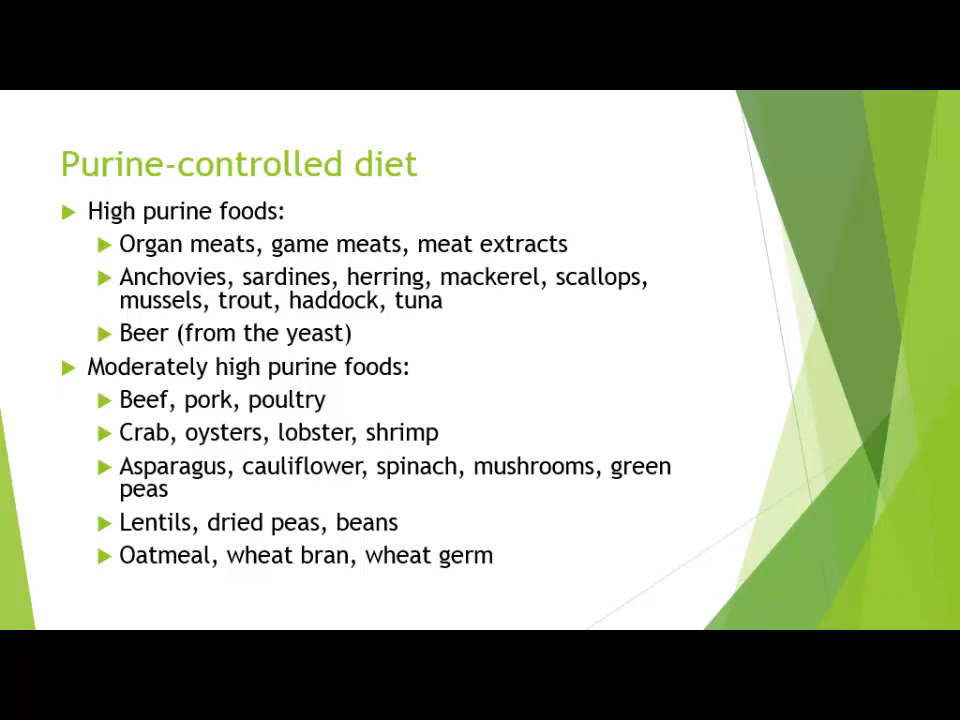 Purine-controlled diet
High purine foods:
Organ meats, game meats, meat extracts
Anchovies, sardines, herring, mackerel, scallops,
mussels, trout, haddock, tuna
Beer (from the yeast)
Moderately high purine foods:
Beef, pork, poultry
Crab, oysters, lobster, shrimp
Asparagus, cauliflower, spinach, mushrooms, green
peas
Lentils, dried peas, beans
Oatmeal, wheat bran, wheat germ